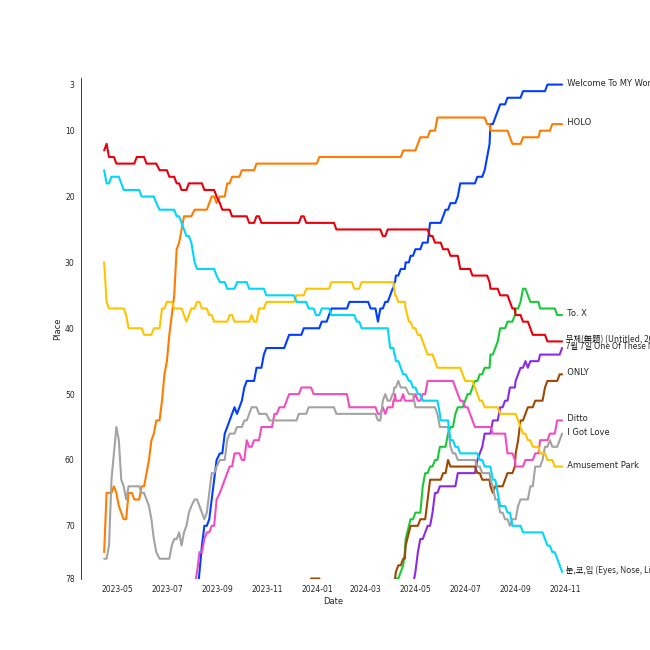 3
10
20
30
40
50
60
70
78
Place
2023-05
2023-07
2023-09
2023-11
2024-01
2024-03
2024-05
2024-07
2024-09
2024-11
Date
Welcome To MY Wor
HOLO
To. X
무제(無題) (Untitled, 20
7월 7일 One Of These N
ONLY
Ditto
I Got Love
Amusement Park
눈,코,입 (Eyes, Nose, Li